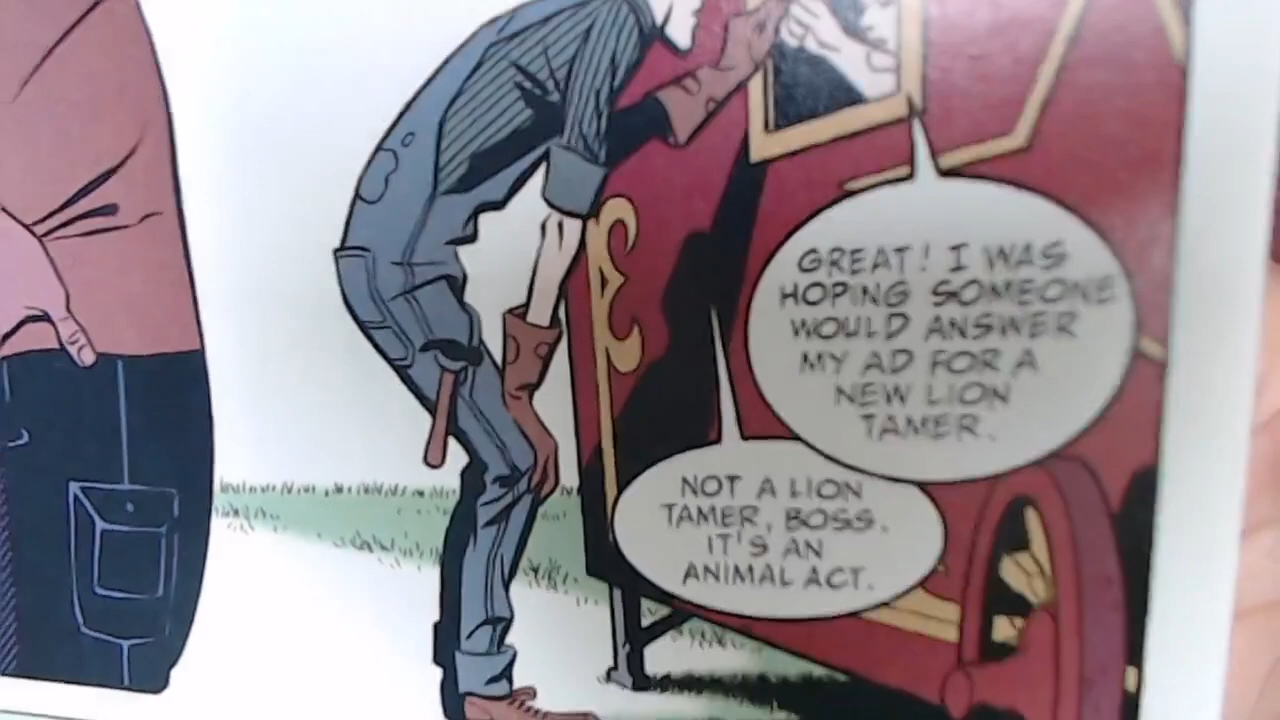 GREAT! I WAS
HOPING SOMEONE
WOULD ANSWER
MY AD FOR A
NEW LION
TAMER.
NOT A LION
TAMER, BOSS.
IT'S AN
ANIMAL ACT.